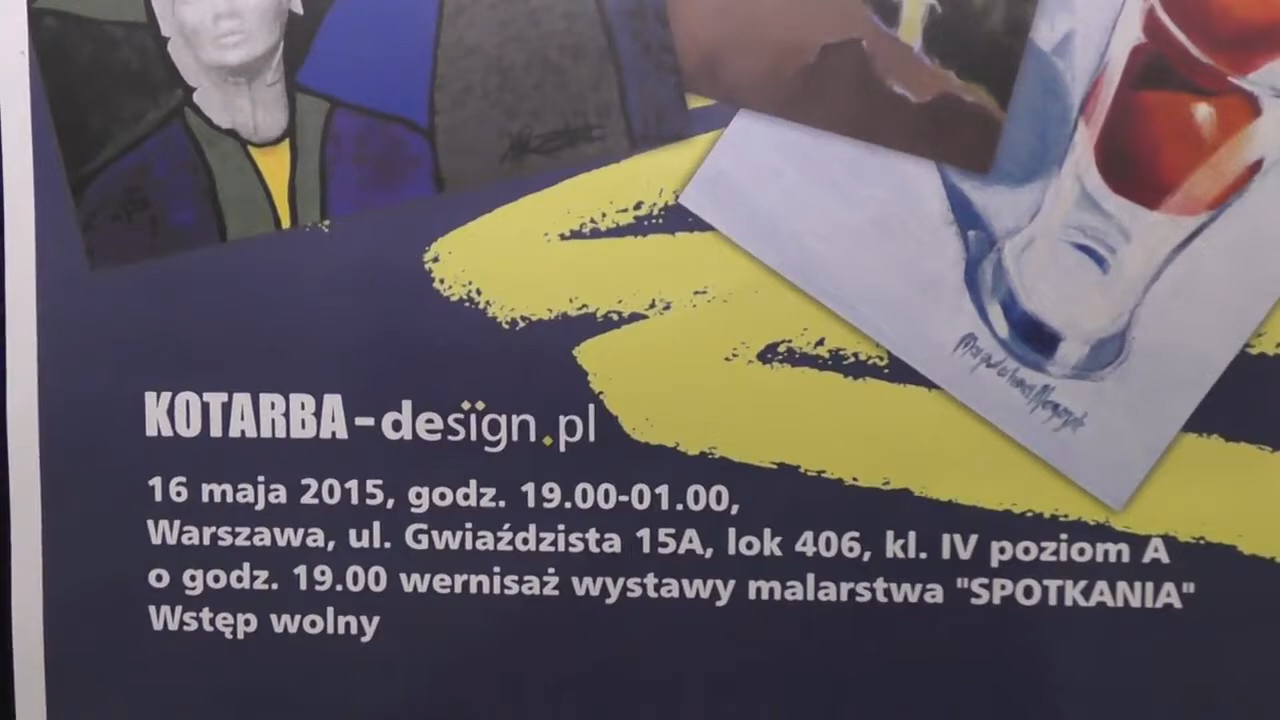 KOTARBA-desïgn.pl
16 maja 2015, godz. 19.00-01.00,
Warszawa, ul. Gwiaździsta 15A, lok 406, kl. IV poziom A
o godz. 19.00 wernisaż wystawy malarstwa "SPOTKANIA"
Wstęp wolny